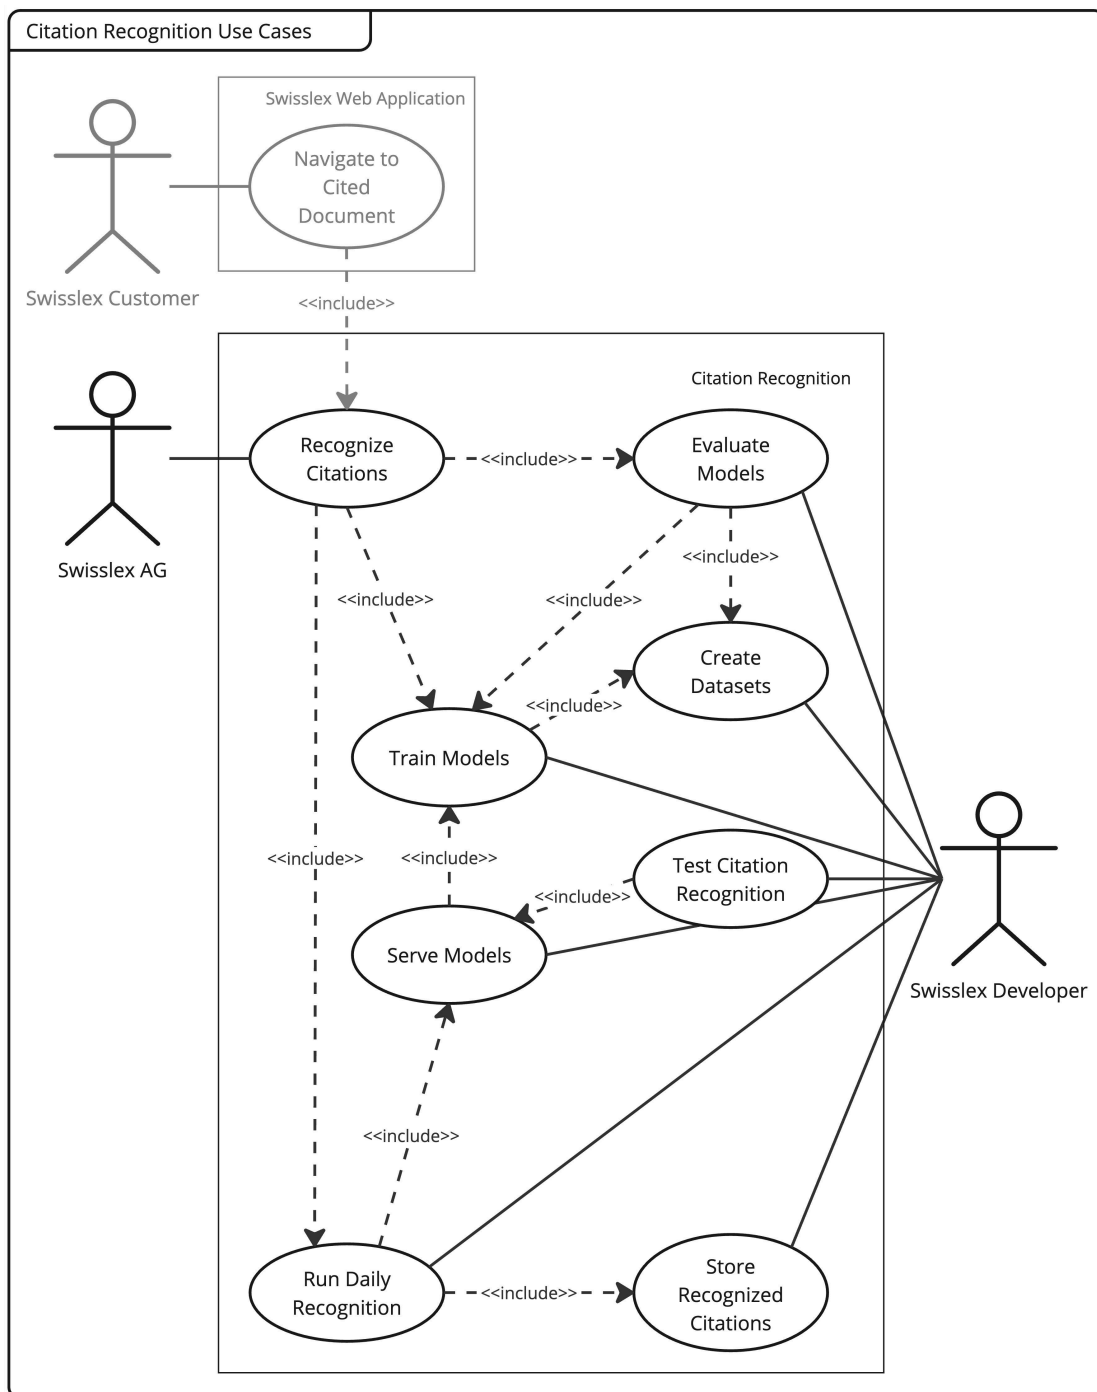 Citation Recognition Use Cases
Swisslex Web Application
Navigate to
Cited
Document
Swisslex Customer
<<include>>
Citation Recognition
Recognize
Citations
<<include>>
Evaluate
Models
Swisslex AG
<<include>>
<<include>>
<<include>>
Create
Datasets
<<include>>
Train Models
<<include>>
<<include>>
Test Citation
Recognition
<<include>>
Serve Models
Swisslex Developer
<<include>>
Run Daily
Recognition
<<include>>
Store
Recognized
Citations